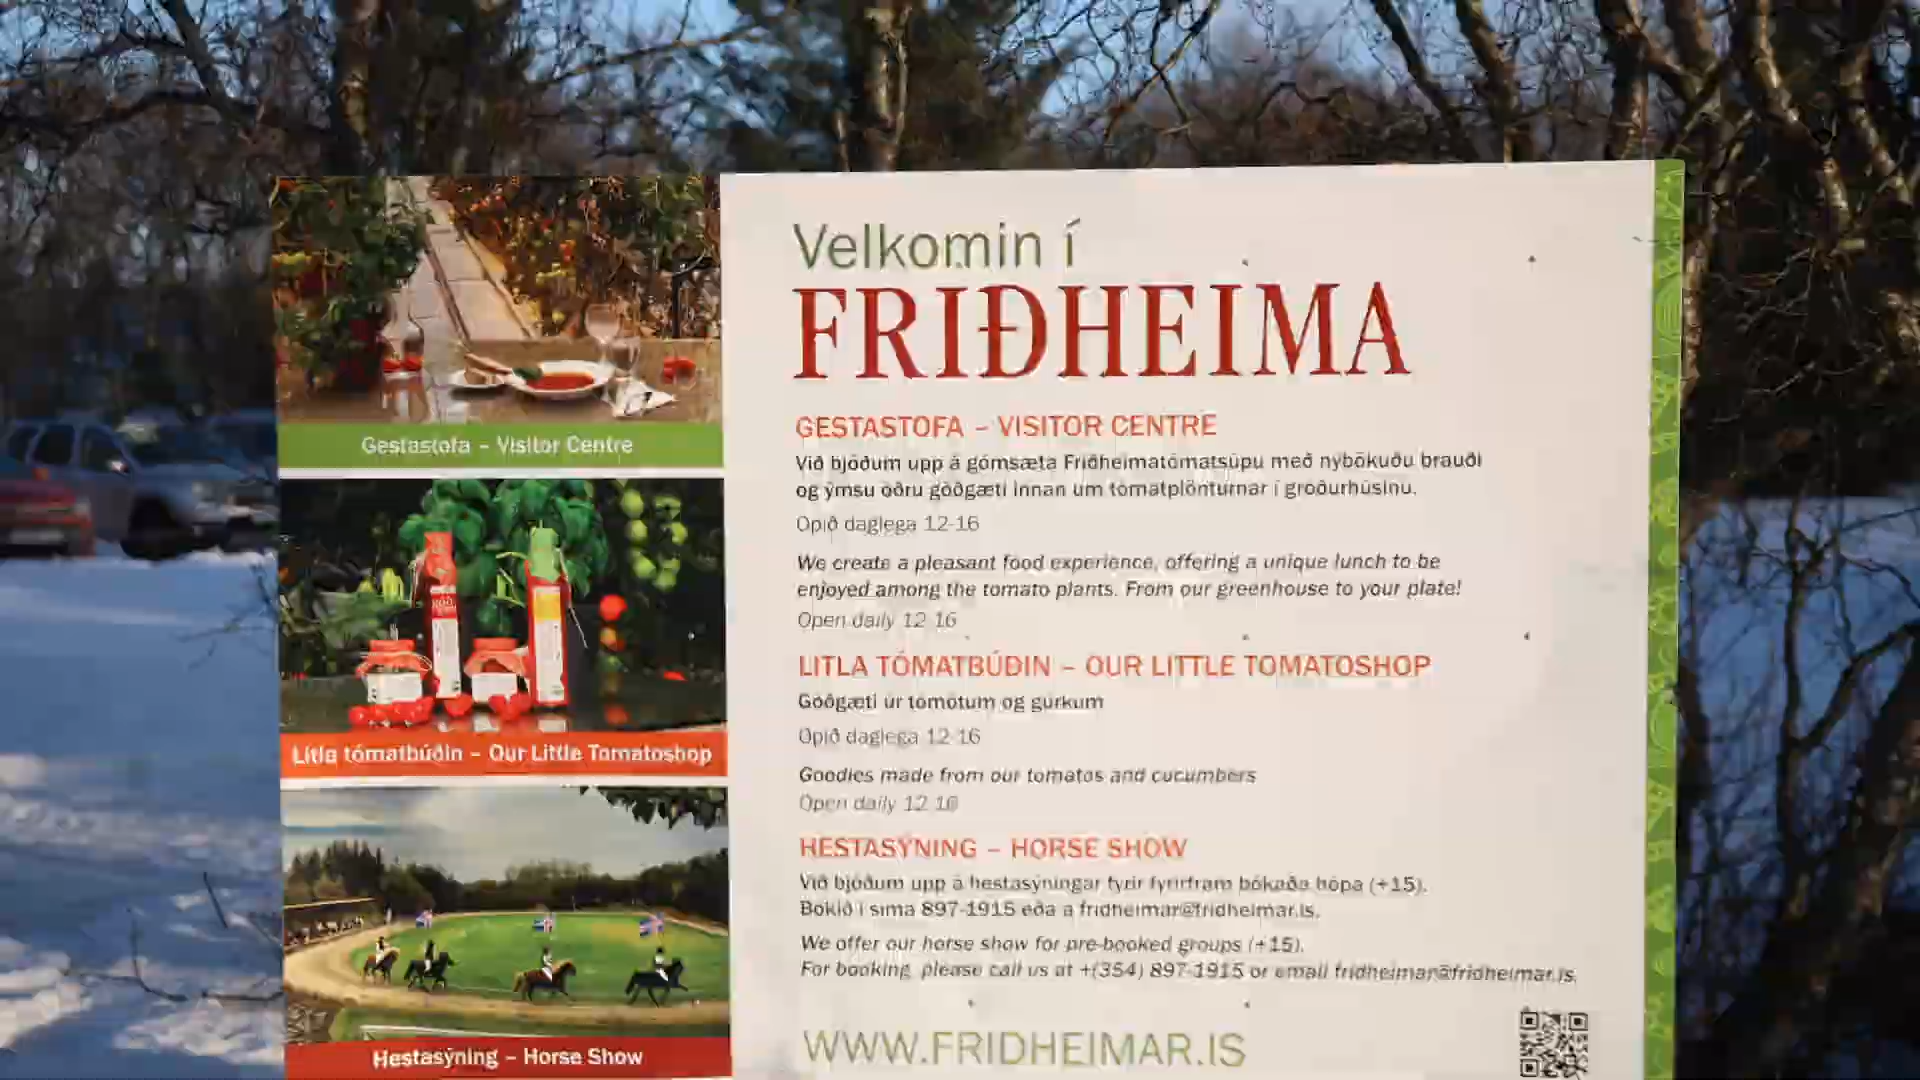 Gestastofa – Visitor Centre
Litla tómatbúðin – Our Little Tomatoshop
Hestasýning – Horse Show
Velkomin í
FRIÐHEIMA
GESTASTOFA – VISITOR CENTRE
Við bjóðum upp á gómsæta Friðheimatómatsúpu með nýbökuðu brauði
og ýmsu öðru góðgæti innan um tómatplönturnar í gróðurhúsinu.
Opið daglega 12-16
We create a pleasant food experience, offering a unique lunch to be
enjoyed among the tomato plants. From our greenhouse to your plate!
Open daily 12-16
LITLA TÓMATBÚÐIN – OUR LITTLE TOMATOSHOP
Góðgæti úr tómötum og gúrkum
Opið daglega 12-16
Goodies made from our tomatos and cucumbers
Open daily 12-16
HESTASÝNING – HORSE SHOW
Við bjóðum upp á hestasýningar fyrir fyrirfram bókaða hópa (+15).
Bókið í síma 897-1915 eða á fridheimar@fridheimar.is.
We offer our horse show for pre-booked groups (+15).
For booking, please call us at +(354) 897-1915 or email fridheimar@fridheimar.is.
WWW.FRIDHEIMAR.IS